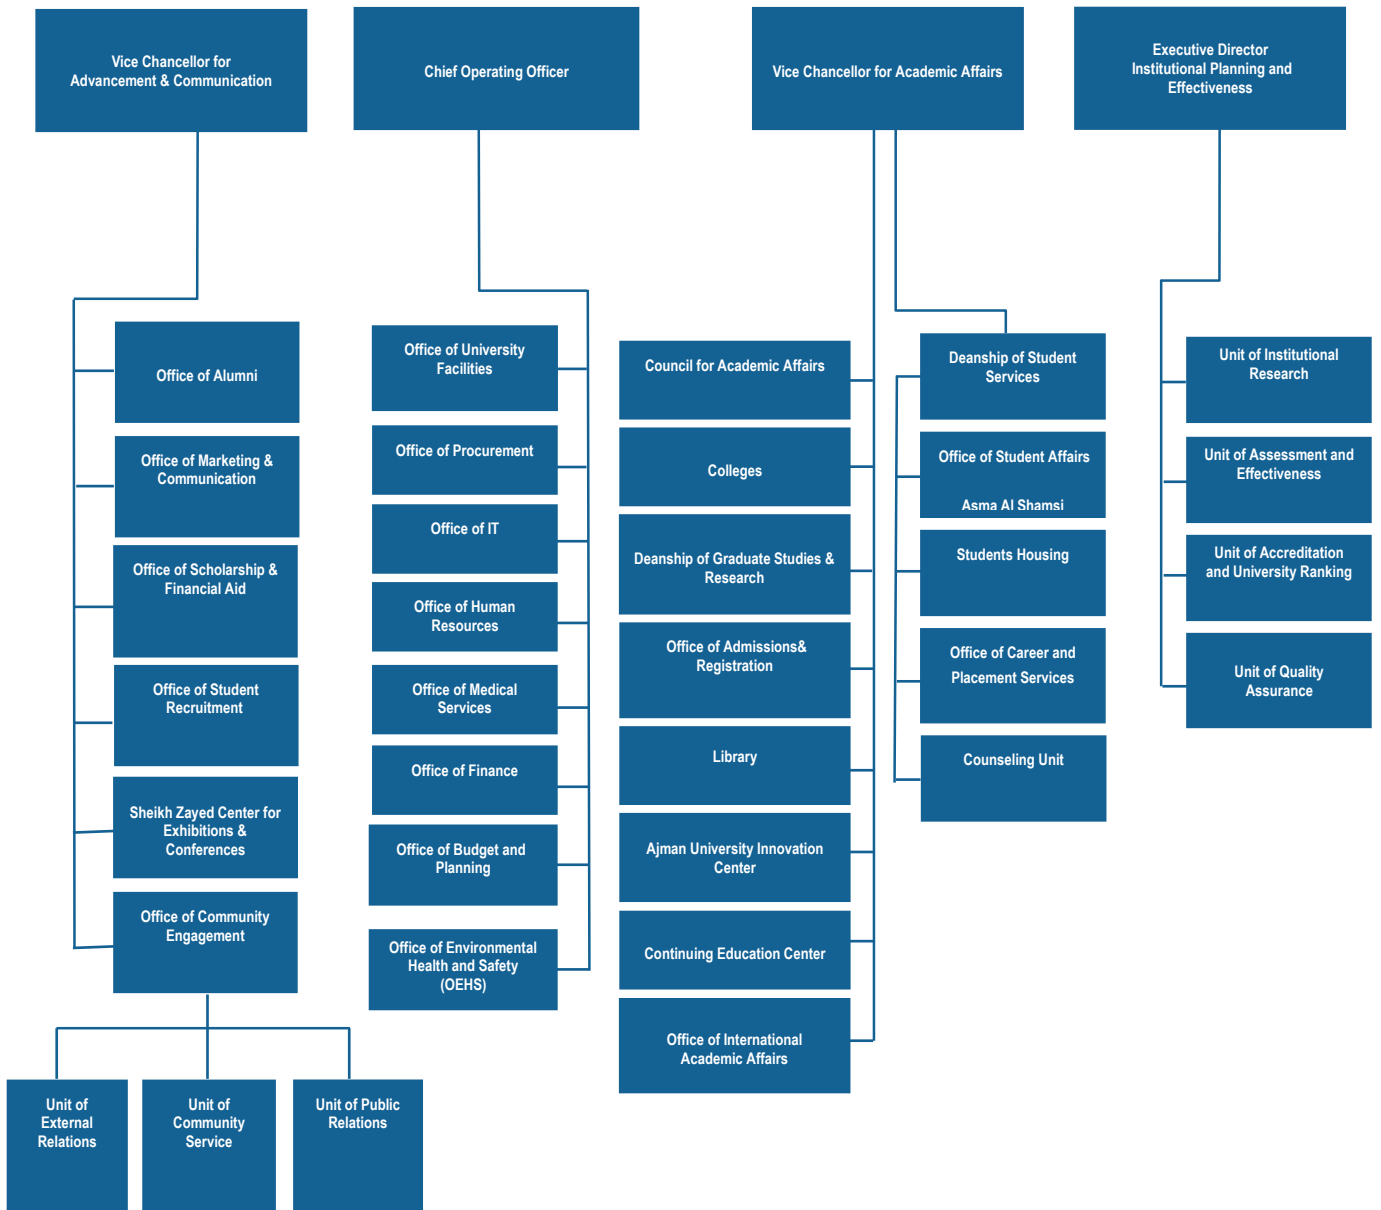 Vice Chancellor for
Advancement & Communication
Chief Operating Officer
Vice Chancellor for Academic Affairs
Executive Director
Institutional Planning and
Effectiveness
Office of Alumni
Office of Marketing &
Communication
Office of Scholarship &
Financial Aid
Office of Student
Recruitment
Sheikh Zayed Center for
Exhibitions &
Conferences
Office of Community
Engagement
Unit of
External
Relations
Unit of
Community
Service
Unit of Public
Relations
Office of University
Facilities
Office of Procurement
Office of IT
Office of Human
Resources
Office of Medical
Services
Office of Finance
Office of Budget and
Planning
Office of Environmental
Health and Safety
(OEHS)
Council for Academic Affairs
Colleges
Deanship of Graduate Studies &
Research
Office of Admissions&
Registration
Library
Ajman University Innovation
Center
Continuing Education Center
Office of International
Academic Affairs
Deanship of Student
Services
Office of Student Affairs
Asma Al Shamsi
Students Housing
Office of Career and
Placement Services
Counseling Unit
Unit of Institutional
Research
Unit of Assessment and
Effectiveness
Unit of Accreditation
and University Ranking
Unit of Quality
Assurance